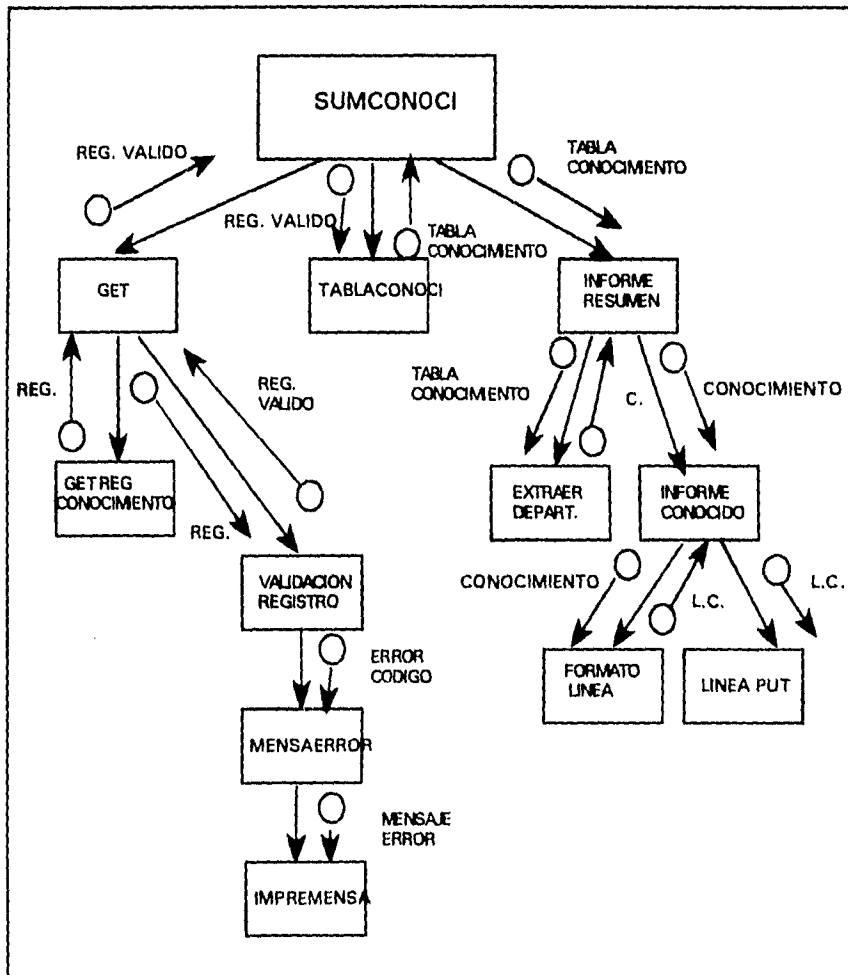 SUMCONOCI
REG. VALIDO
TABLA
CONOCIMIENTO
REG. VALIDO
TABLA
CONOCIMIENTO
GET
TABLACONOCI
INFORME
RESUMEN
REG.
REG.
VALIDO
TABLA
CONOCIMIENTO
C.
CONOCIMIENTO
GETREG
CONOCIMIENTO
REG.
EXTRAER
DEPART.
INFORME
CONOCIDO
VALIDACION
REGISTRO
CONOCIMIENTO
L.C.
L.C.
ERROR
CODIGO
FORMATO
LINEA
LINEA PUT
MENSAERROR
MENSAJE
ERROR
IMPREMENSA